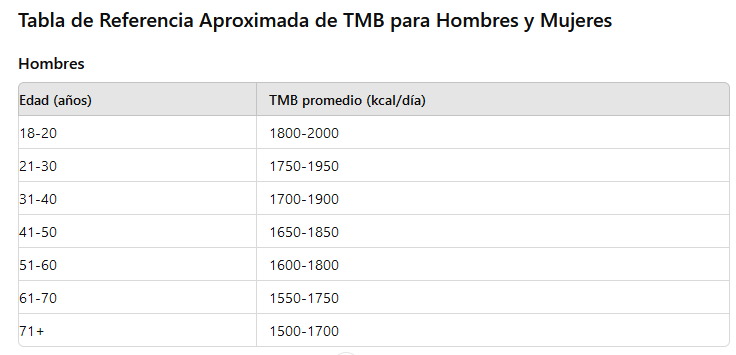 Tabla de Referencia Aproximada de TMB para Hombres y Mujeres
Hombres
Edad (años) TMB promedio (kcal/día)
18-20 1800-2000
21-30 1750-1950
31-40 1700-1900
41-50 1650-1850
51-60 1600-1800
61-70 1550-1750
71+ 1500-1700